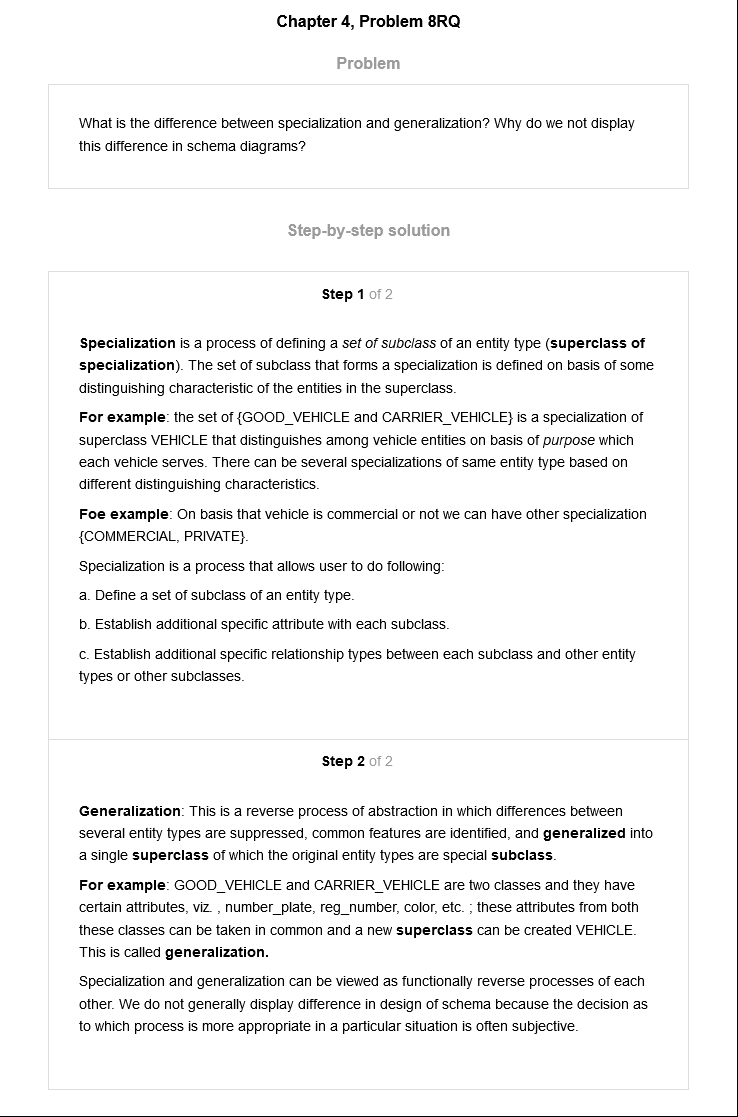 Chapter 4, Problem 8RQ
Problem
What is the difference between specialization and generalization? Why do we not display
this difference in schema diagrams?
Step-by-step solution
Step 1 of 2
Specialization is a process of defining a set of subclass of an entity type (superclass of
specialization). The set of subclass that forms a specialization is defined on basis of some
distinguishing characteristic of the entities in the superclass.
For example: the set of {GOOD_VEHICLE and CARRIER_VEHICLE} is a specialization of
superclass VEHICLE that distinguishes among vehicle entities on basis of purpose which
each vehicle serves. There can be several specializations of same entity type based on
different distinguishing characteristics.
Foe example: On basis that vehicle is commercial or not we can have other specialization
{COMMERCIAL, PRIVATE}.
Specialization is a process that allows user to do following:
a. Define a set of subclass of an entity type.
b. Establish additional specific attribute with each subclass.
c. Establish additional specific relationship types between each subclass and other entity
types or other subclasses.
Step 2 of 2
Generalization: This is a reverse process of abstraction in which differences between
several entity types are suppressed, common features are identified, and generalized into
a single superclass of which the original entity types are special subclass.
For example: GOOD_VEHICLE and CARRIER_VEHICLE are two classes and they have
certain attributes, viz. , number_plate, reg_number, color, etc. ; these attributes from both
these classes can be taken in common and a new superclass can be created VEHICLE.
This is called generalization.
Specialization and generalization can be viewed as functionally reverse processes of each
other. We do not generally display difference in design of schema because the decision as
to which process is more appropriate in a particular situation is often subjective.